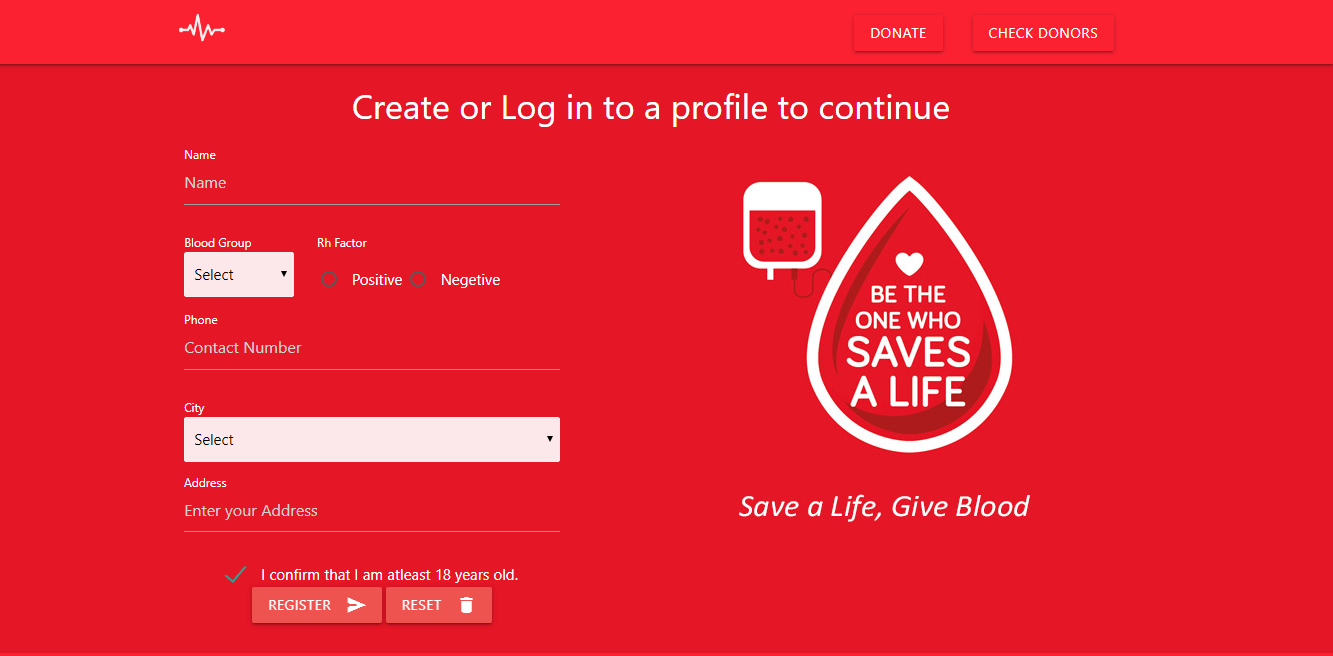 DONATE CHECK DONORS
Create or Log in to a profile to continue
Name
Name
Blood Group Rh Factor
Select Positive Negetive
Phone
Contact Number
City
Select
Address
Enter your Address
I confirm that I am atleast 18 years old.
REGISTER RESET
BE THE
ONE WHO
SAVES
A LIFE
Save a Life, Give Blood